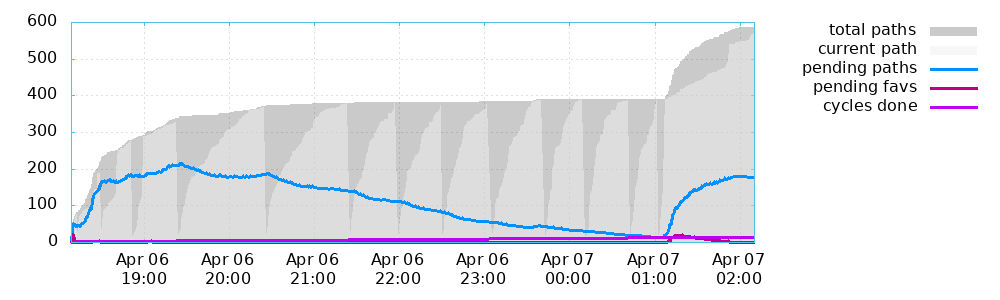 600
500
400
300
200
100
0
Apr 06
19:00
Apr 06
20:00
Apr 06
21:00
Apr 06
22:00
Apr 06
23:00
Apr 07
00:00
Apr 07
01:00
Apr 07
02:00
total paths
current path
pending paths
pending favs
cycles done